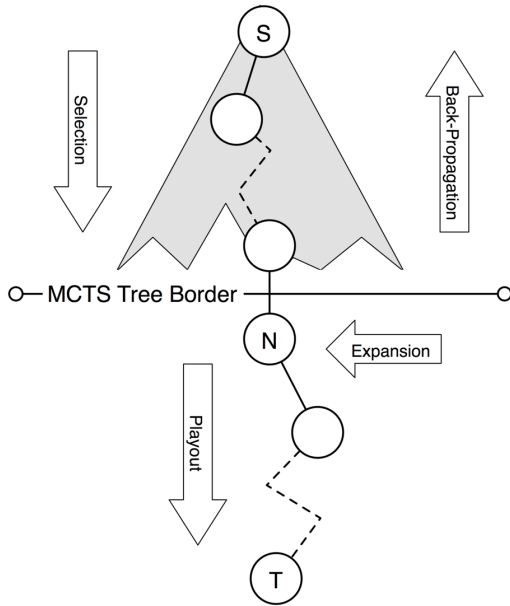 S
Selection
Back-Propagation
MCTS Tree Border
N
Expansion
Playout
T